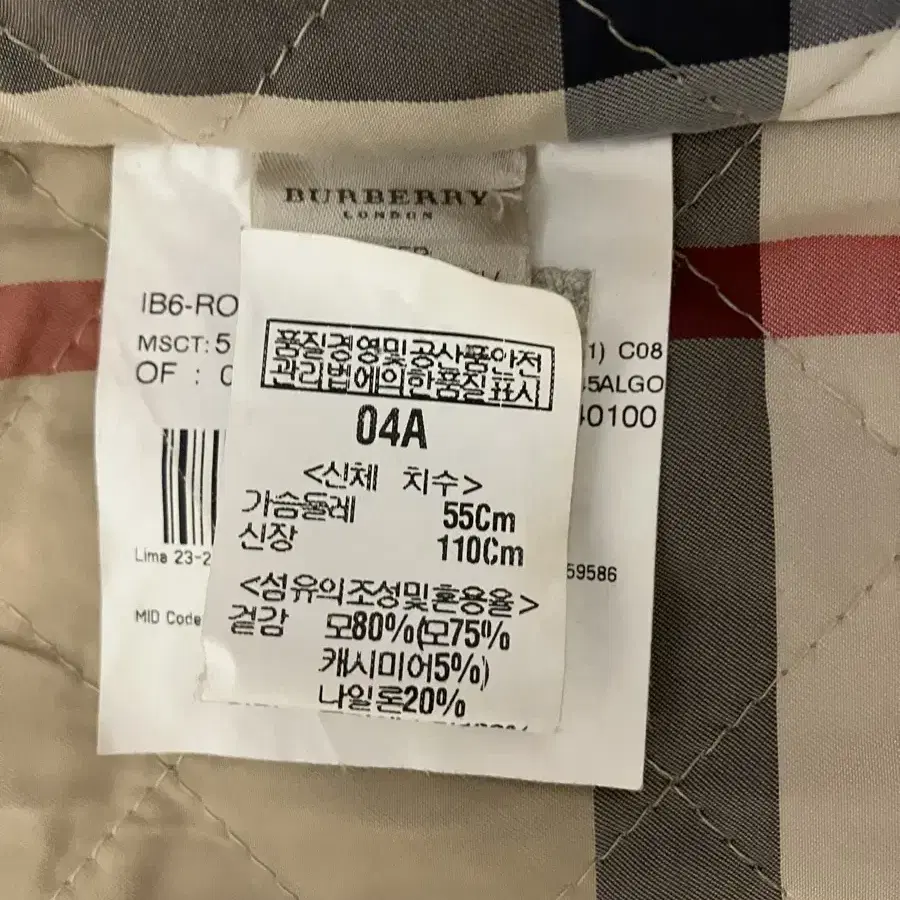 BURBERRY
LONDON
IB6-RO
MSCT: 5
OF : 0
1) C08
5ALGO
0100
품질경영및공산품안전
관리법에의한품질표시
04A
<신체 치수>
가슴둘레 55Cm
신장 110Cm
Lima 23-2
59586
MID Code
<섬유의조성및혼용율>
겉감 모80%(모75%
캐시미어5%)
나일론20%